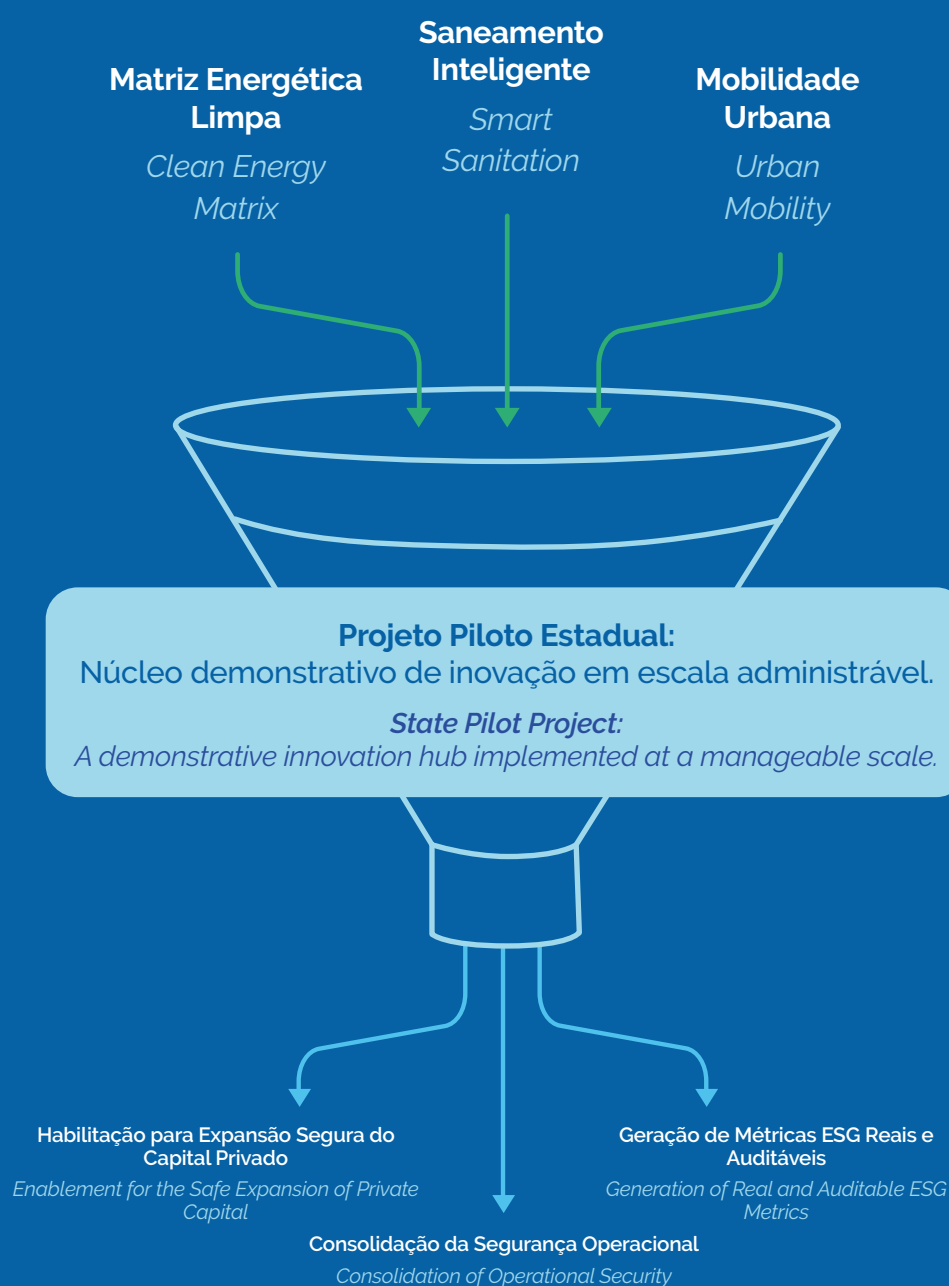 Matriz Energética
Limpa
Clean Energy
Matrix
Saneamento
Inteligente
Smart
Sanitation
Mobilidade
Urbana
Urban
Mobility
Projeto Piloto Estadual:
Núcleo demonstrativo de inovação em escala administrável.
State Pilot Project:
A demonstrative innovation hub implemented at a manageable scale.
Habilitação para Expansão Segura do
Capital Privado
Enablement for the Safe Expansion of Private
Capital
Geração de Métricas ESG Reais e
Auditáveis
Generation of Real and Auditable ESG
Metrics
Consolidação da Segurança Operacional
Consolidation of Operational Security